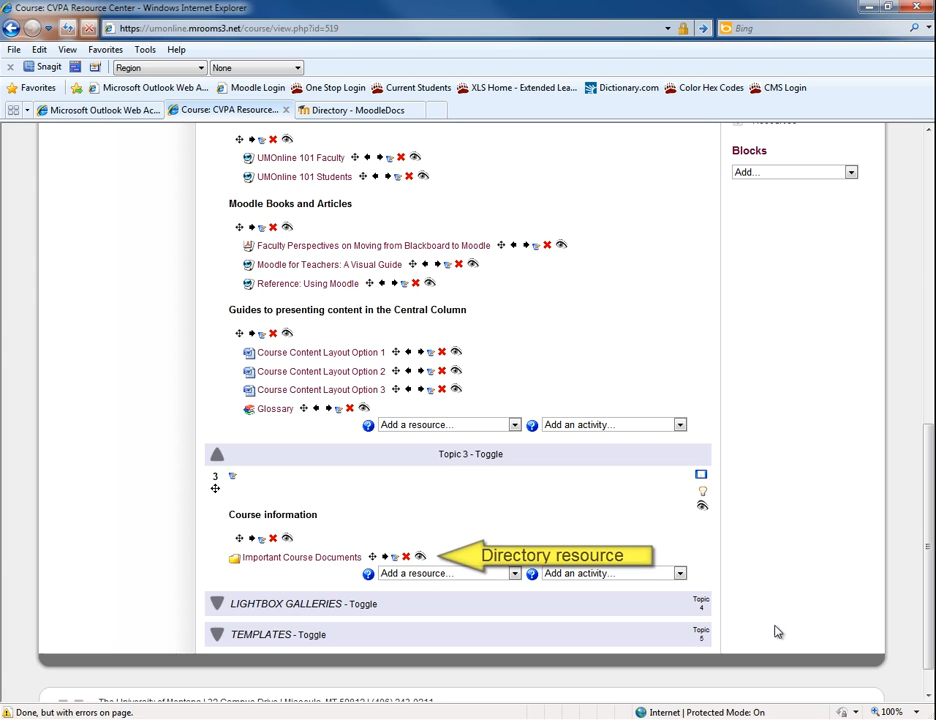 Course: CVPA Resource Center - Windows Internet Explorer
https://umonline.mrooms3.net/course/view.php?id=519
Bing
File Edit View Favorites Tools Help
Snagit
Region
None
Favorites
Microsoft Outlook Web A...
Moodle Login
One Stop Login
Current Students
XLS Home - Extended Lea...
Dictionary.com
Color Hex Codes
CMS Login
Microsoft Outlook Web Ac...
Course: CVPA Resource...
Directory - MoodleDocs
Blocks
Add...
UMOnline 101 Faculty
UMOnline 101 Students
Moodle Books and Articles
Faculty Perspectives on Moving from Blackboard to Moodle
Moodle for Teachers: A Visual Guide
Reference: Using Moodle
Guides to presenting content in the Central Column
Course Content Layout Option 1
Course Content Layout Option 2
Course Content Layout Option 3
Glossary
Add a resource...
Add an activity...
Topic 3 - Toggle
3
Course information
Important Course Documents
Directory resource
Add a resource...
Add an activity...
LIGHTBOX GALLERIES - Toggle
Topic
4
TEMPLATES - Toggle
Topic
5
Done, but with errors on page.
Internet | Protected Mode: On
100%